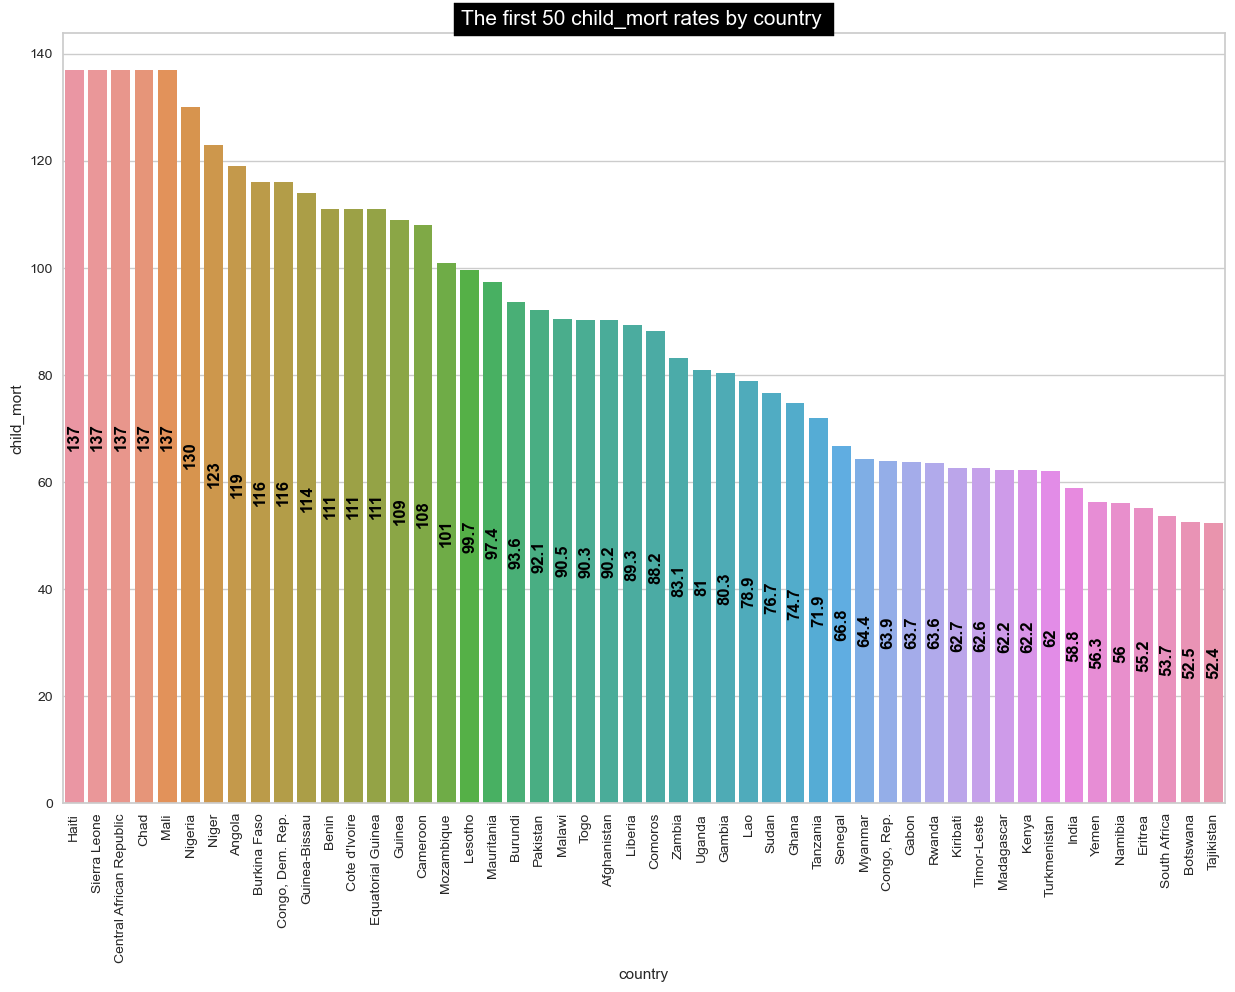 The first 50 child_mort rates by country
140
120
100
80
60
40
20
0
child_mort
137
137
137
137
137
130
123
119
116
116
114
111
111
111
109
108
101
99.7
97.4
93.6
92.1
90.5
90.3
90.2
89.3
88.2
83.1
81
80.3
78.9
76.7
74.7
71.9
66.8
64.4
63.9
63.7
63.6
62.7
62.6
62.2
62.2
62
58.8
56.3
56
55.2
53.7
52.5
52.4
Haiti
Sierra Leone
Central African Republic
Chad
Mali
Nigeria
Niger
Angola
Burkina Faso
Congo, Dem. Rep.
Guinea-Bissau
Benin
Cote d'Ivoire
Equatorial Guinea
Guinea
Cameroon
Mozambique
Lesotho
Mauritania
Burundi
Pakistan
Malawi
Togo
Afghanistan
Liberia
Comoros
Zambia
Uganda
Gambia
Lao
Sudan
Ghana
Tanzania
Senegal
Myanmar
Congo, Rep.
Gabon
Rwanda
Kiribati
Timor-Leste
Madagascar
Kenya
Turkmenistan
India
Yemen
Namibia
Eritrea
South Africa
Botswana
Tajikistan
country